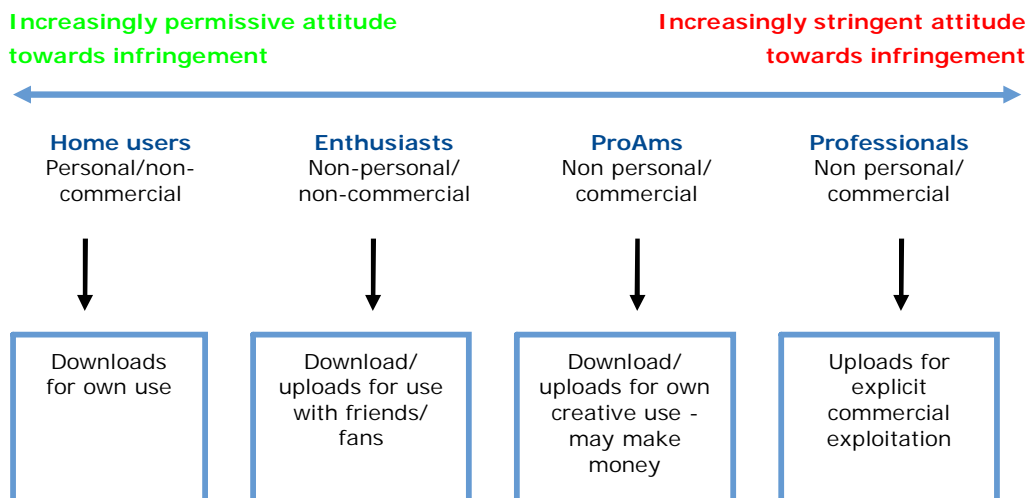 Increasingly permissive attitude
towards infringement
Increasingly stringent attitude
towards infringement
Home users
Personal/non-
commercial
Enthusiasts
Non-personal/
non-commercial
ProAms
Non personal/
commercial
Professionals
Non personal/
commercial
Downloads
for own use
Download/
uploads for use
with friends/
fans
Download/
uploads for own
creative use -
may make
money
Uploads for
explicit
commercial
exploitation